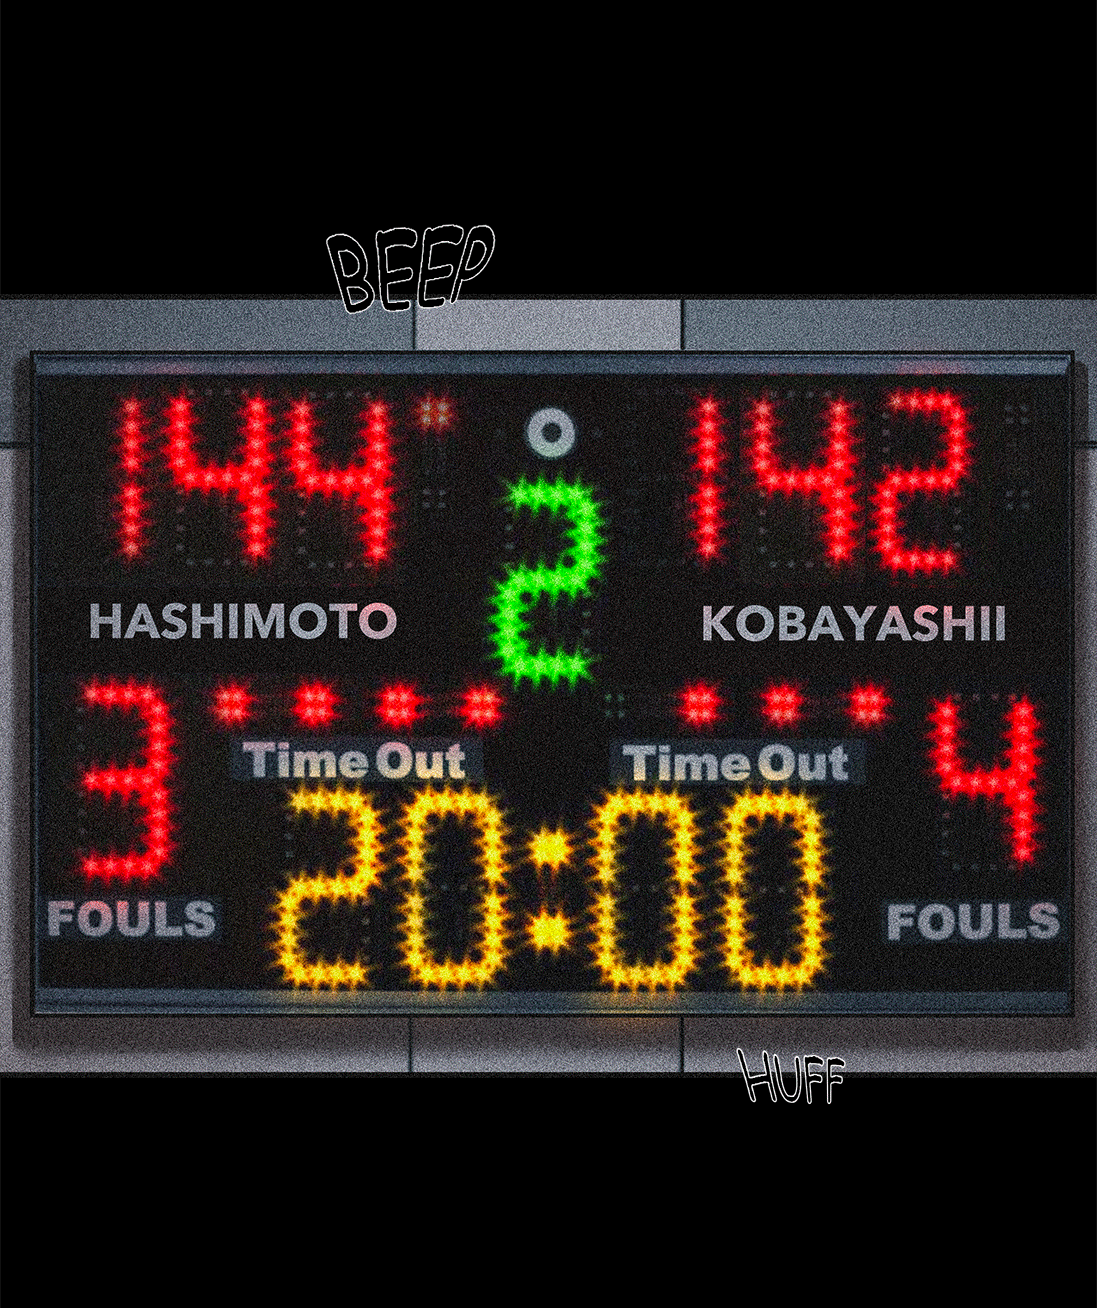 BEEP
144 142
2
HASHIMOTO KOBAYASHII
3 4
Time Out Time Out
20:00
FOULS FOULS
HUFF